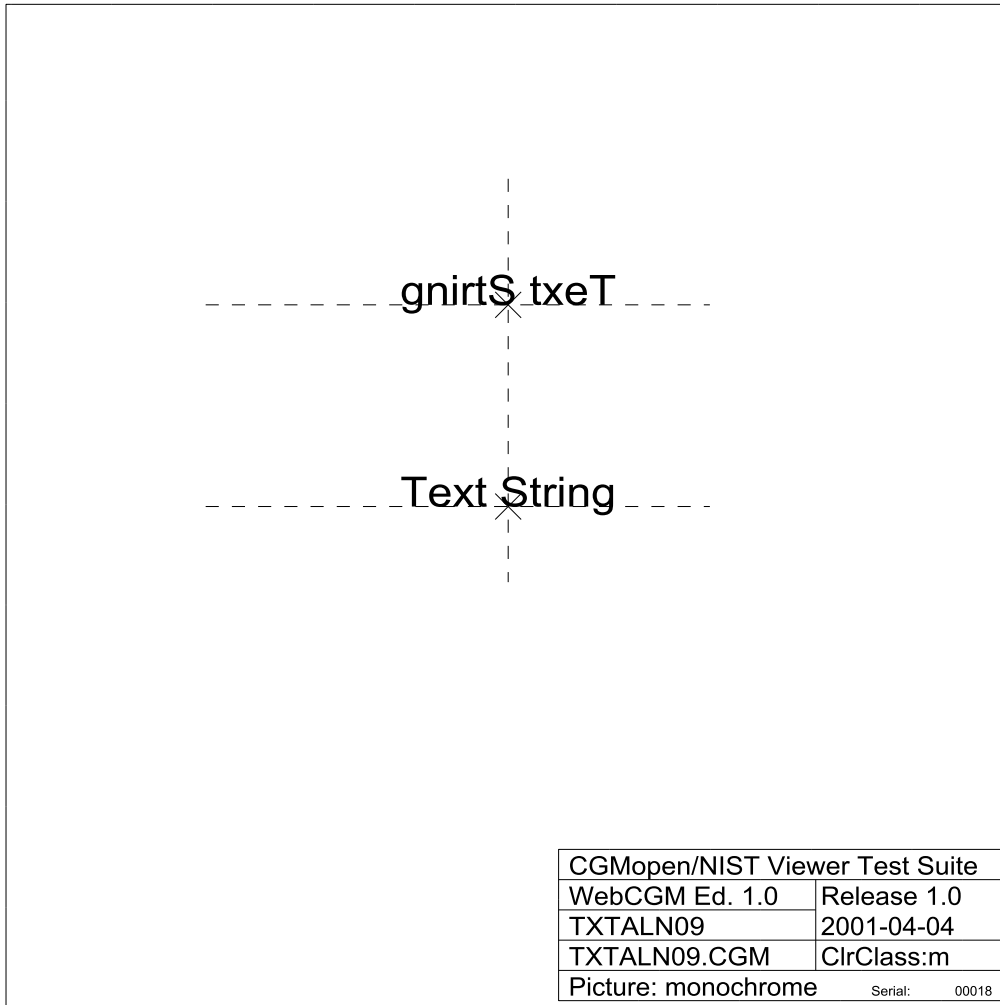 gnirtS txeT
Text String
CGMopen/NIST Viewer Test Suite
WebCGM Ed. 1.0 Release 1.0
TXTALN09 2001-04-04
TXTALN09.CGM ClrClass:m
Picture: monochrome Serial: 00018